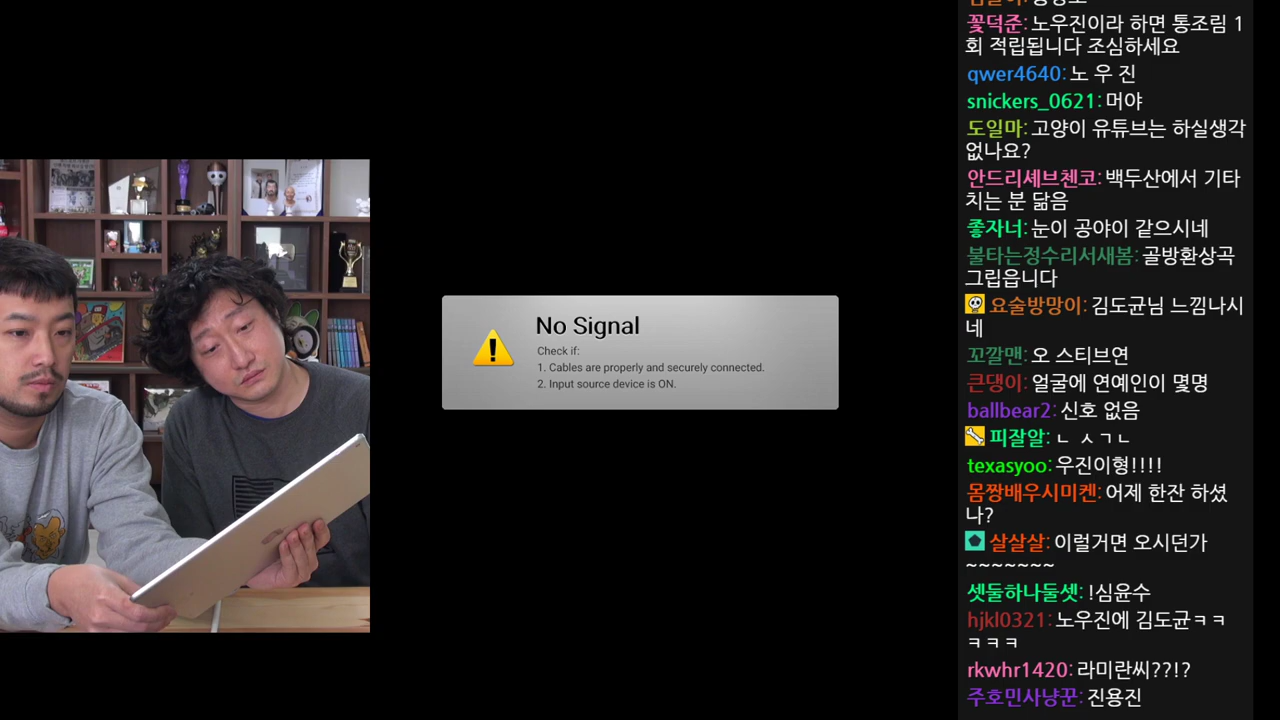 No Signal
Check if:
1. Cables are properly and securely connected.
2. Input source device is ON.
꽃덕준: 노우진이라 하면 통조림 1
회 적립됩니다 조심하세요
qwer4640: 노 우 진
snickers_0621: 머야
도일마: 고양이 유튜브는 하실생각
없나요?
안드리셰브첸코: 백두산에서 기타
치는 분 닮음
좋자너: 눈이 공야이 같으시네
불타는정수리서새봄: 골방환상곡
그립읍니다
요술방망이: 김도균님 느낌나시
네
꼬깔맨: 오 스티브연
큰댕이: 얼굴에 연예인이 몇명
ballbear2: 신호 없음
피잘알: ㄴ ㅅㄱㄴ
texasyoo: 우진이형!!!!
몸짱배우시미켄: 어제 한잔 하셨
나?
살살살: 이럴거면 오시던가
~~~~~~~
셋둘하나둘셋: !심윤수
hjkl0321: 노우진에 김도균ㅋㅋ
ㅋㅋㅋ
rkwhr1420: 라미란씨??!?
주호민사냥꾼: 진용진